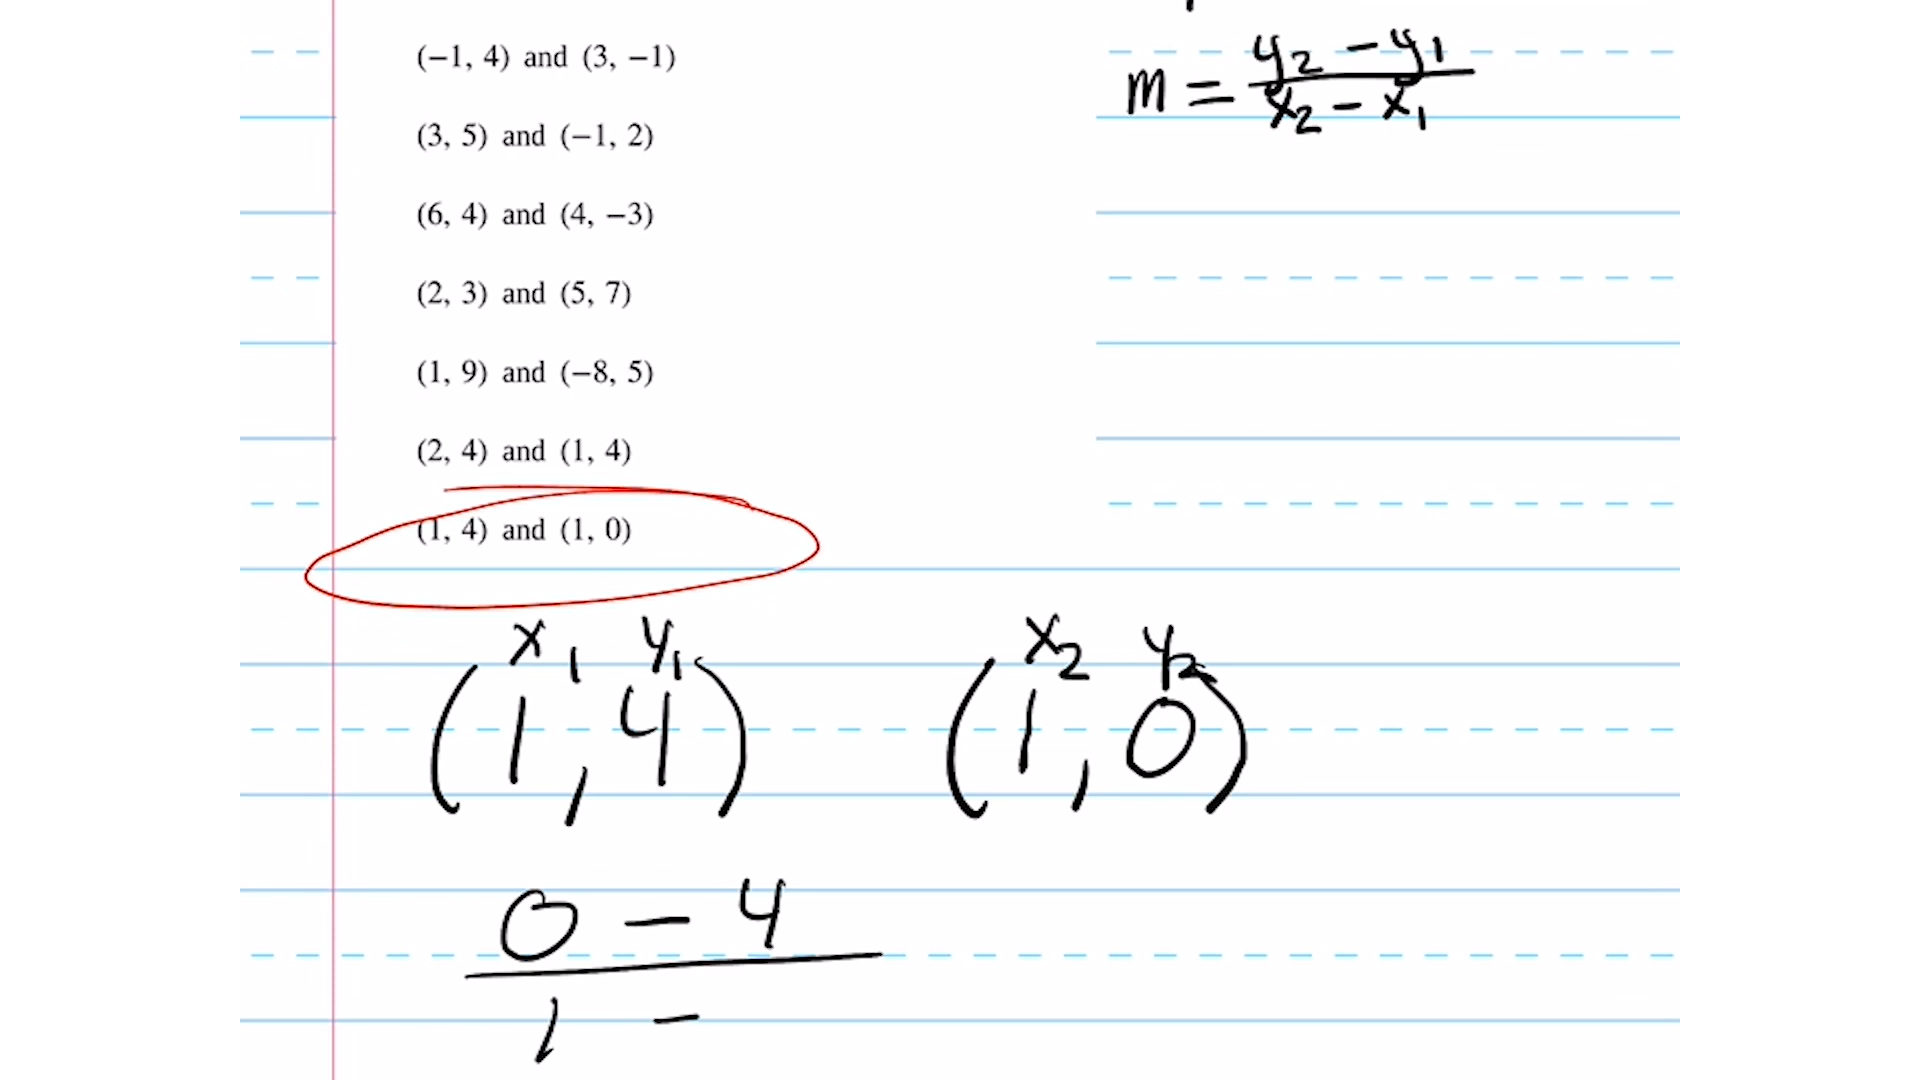 (−1, 4) and (3, −1)
m = y₂ − y₁ / x₂ − x₁
(3, 5) and (−1, 2)
(6, 4) and (4, −3)
(2, 3) and (5, 7)
(1, 9) and (−8, 5)
(2, 4) and (1, 4)
(1, 4) and (1, 0)
x₁ y₁ x₂ y₂
(1, 4) (1, 0)
0 − 4
1 −